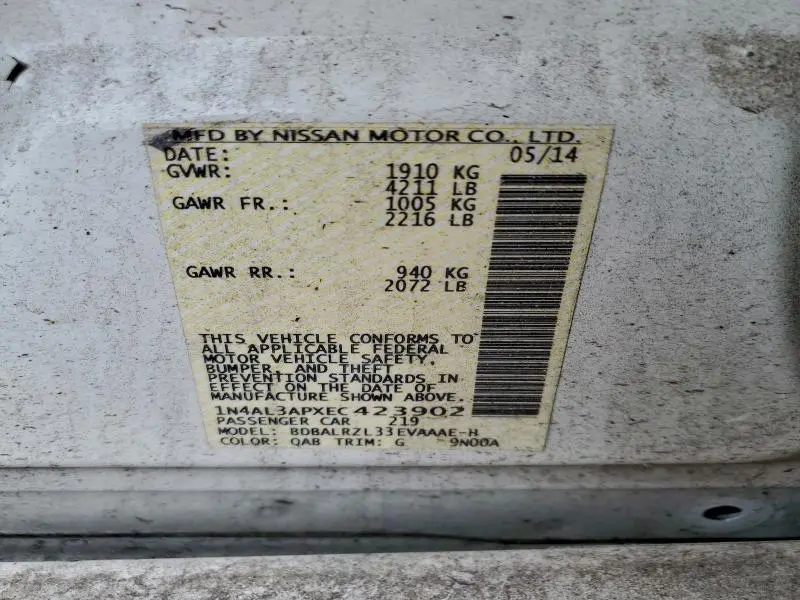 MFD BY NISSAN MOTOR CO., LTD.
DATE: 05/14
GVWR: 1910 KG
4211 LB
GAWR FR.: 1005 KG
2216 LB
GAWR RR.: 940 KG
2072 LB
THIS VEHICLE CONFORMS TO
ALL APPLICABLE FEDERAL
MOTOR VEHICLE SAFETY,
BUMPER, AND THEFT
PREVENTION STANDARDS IN
EFFECT ON THE DATE OF
MANUFACTURE SHOWN ABOVE.
1N4AL3APXEC423902
PASSENGER CAR 219
MODEL: BDBALRZL33EVAAAE-H
COLOR: QAB TRIM: G 9N00A